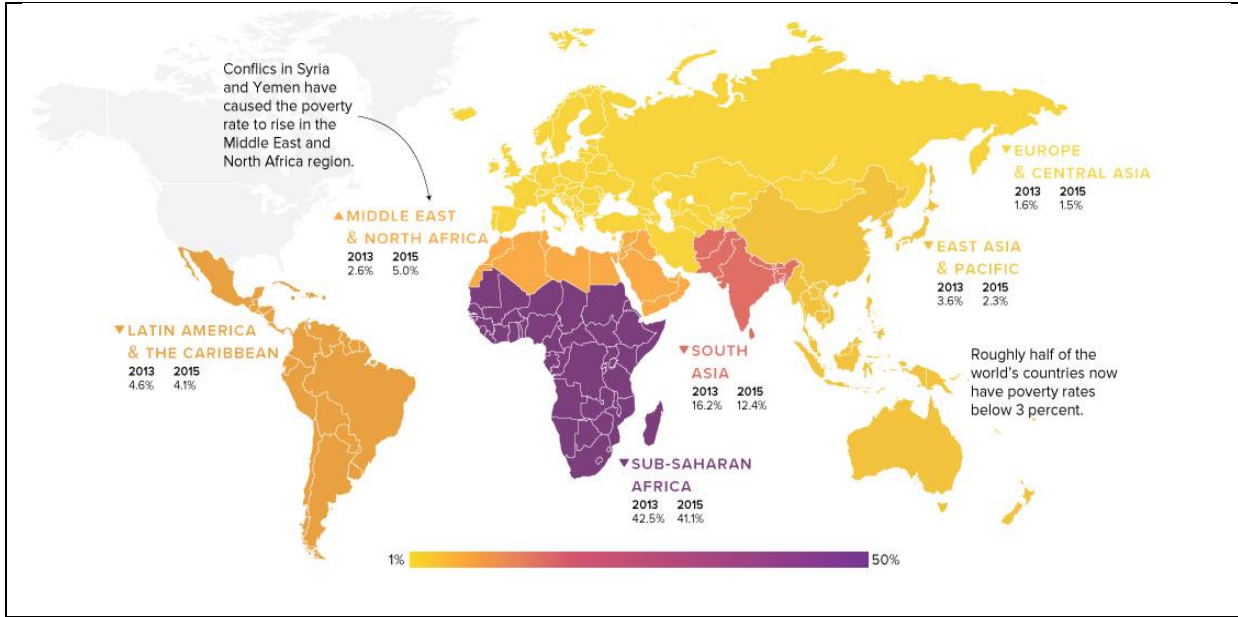 Conflics in Syria
and Yemen have
caused the poverty
rate to rise in the
Middle East and
North Africa region.
▲MIDDLE EAST
& NORTH AFRICA
2013 2015
2.6% 5.0%
▼EUROPE
& CENTRAL ASIA
2013 2015
1.6% 1.5%
▼EAST ASIA
& PACIFIC
2013 2015
3.6% 2.3%
▼LATIN AMERICA
& THE CARIBBEAN
2013 2015
4.6% 4.1%
▼SOUTH
ASIA
2013 2015
16.2% 12.4%
Roughly half of the
world's countries now
have poverty rates
below 3 percent.
▼SUB-SAHARAN
AFRICA
2013 2015
42.5% 41.1%
1% 50%